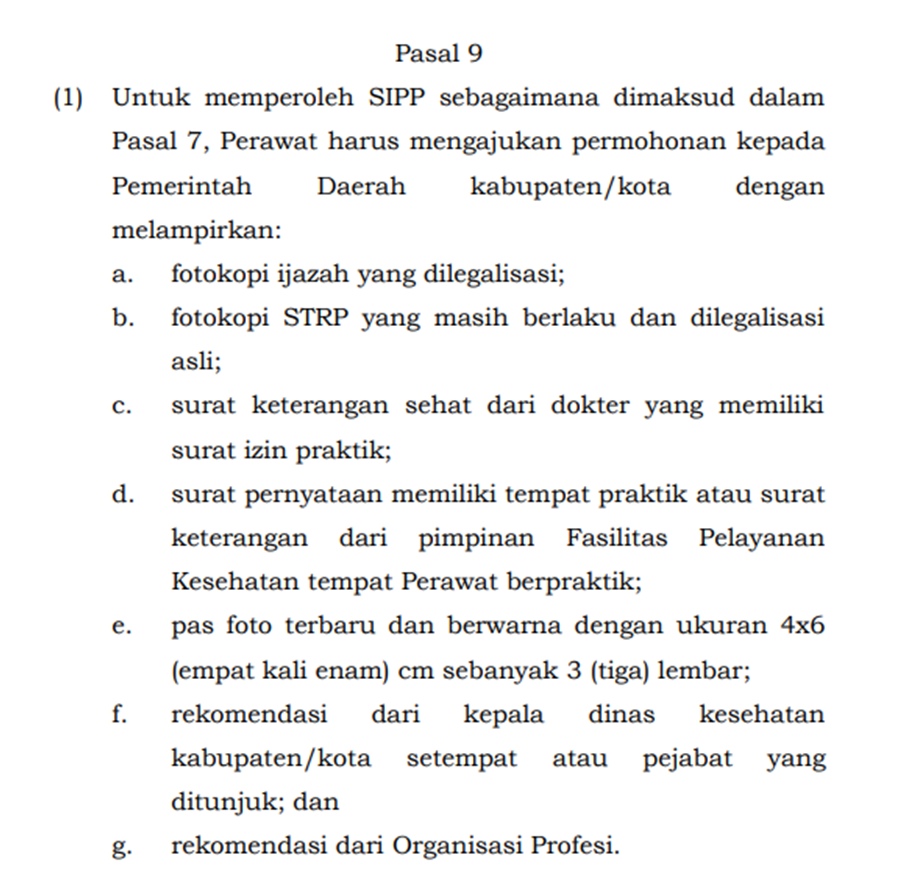 Pasal 9
(1) Untuk memperoleh SIPP sebagaimana dimaksud dalam
Pasal 7, Perawat harus mengajukan permohonan kepada
Pemerintah Daerah kabupaten/kota dengan
melampirkan:
a. fotokopi ijazah yang dilegalisasi;
b. fotokopi STRP yang masih berlaku dan dilegalisasi
asli;
c. surat keterangan sehat dari dokter yang memiliki
surat izin praktik;
d. surat pernyataan memiliki tempat praktik atau surat
keterangan dari pimpinan Fasilitas Pelayanan
Kesehatan tempat Perawat berpraktik;
e. pas foto terbaru dan berwarna dengan ukuran 4x6
(empat kali enam) cm sebanyak 3 (tiga) lembar;
f. rekomendasi dari kepala dinas kesehatan
kabupaten/kota setempat atau pejabat yang
ditunjuk; dan
g. rekomendasi dari Organisasi Profesi.